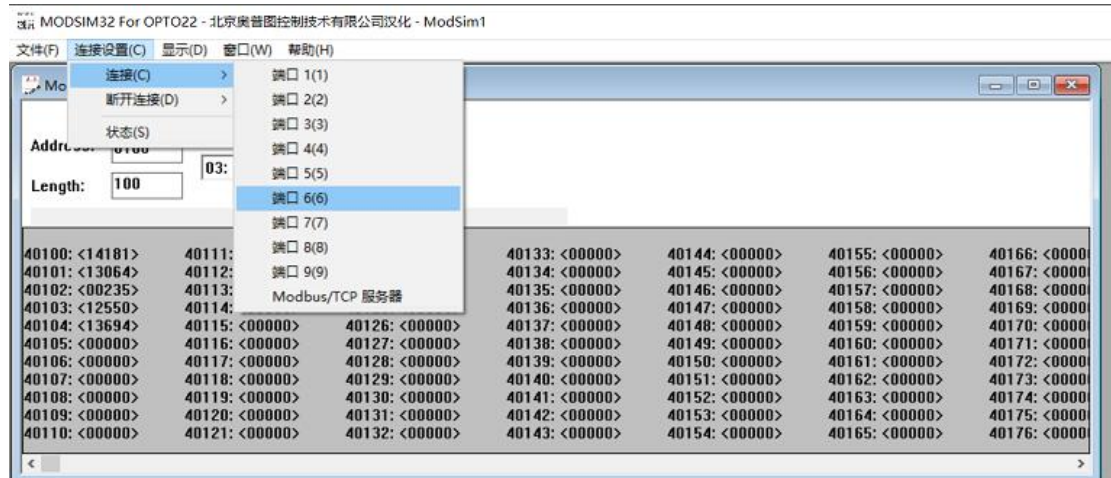 MODSIM32 For OPTO22 - 北京奥普图控制技术有限公司汉化 - ModSim1
文件(F) 连接设置(C) 显示(D) 窗口(W) 帮助(H)
连接(C)
断开连接(D)
状态(S)
端口 1(1)
端口 2(2)
端口 3(3)
端口 4(4)
端口 5(5)
端口 6(6)
端口 7(7)
端口 8(8)
端口 9(9)
Modbus/TCP 服务器
Mo
Length: 100
03:
40100: <14181> 40111: 40133: <00000> 40144: <00000> 40155: <00000> 40166: <0000
40101: <13064> 40112: 40134: <00000> 40145: <00000> 40156: <00000> 40167: <0000
40102: <00235> 40113: 40135: <00000> 40146: <00000> 40157: <00000> 40168: <0000
40103: <12550> 40114: 40136: <00000> 40147: <00000> 40158: <00000> 40169: <0000
40104: <13694> 40115: <00000> 40126: <00000> 40137: <00000> 40148: <00000> 40159: <00000> 40170: <0000
40105: <00000> 40116: <00000> 40127: <00000> 40138: <00000> 40149: <00000> 40160: <00000> 40171: <0000
40106: <00000> 40117: <00000> 40128: <00000> 40139: <00000> 40150: <00000> 40161: <00000> 40172: <0000
40107: <00000> 40118: <00000> 40129: <00000> 40140: <00000> 40151: <00000> 40162: <00000> 40173: <0000
40108: <00000> 40119: <00000> 40130: <00000> 40141: <00000> 40152: <00000> 40163: <00000> 40174: <0000
40109: <00000> 40120: <00000> 40131: <00000> 40142: <00000> 40153: <00000> 40164: <00000> 40175: <0000
40110: <00000> 40121: <00000> 40132: <00000> 40143: <00000> 40154: <00000> 40165: <00000> 40176: <0000